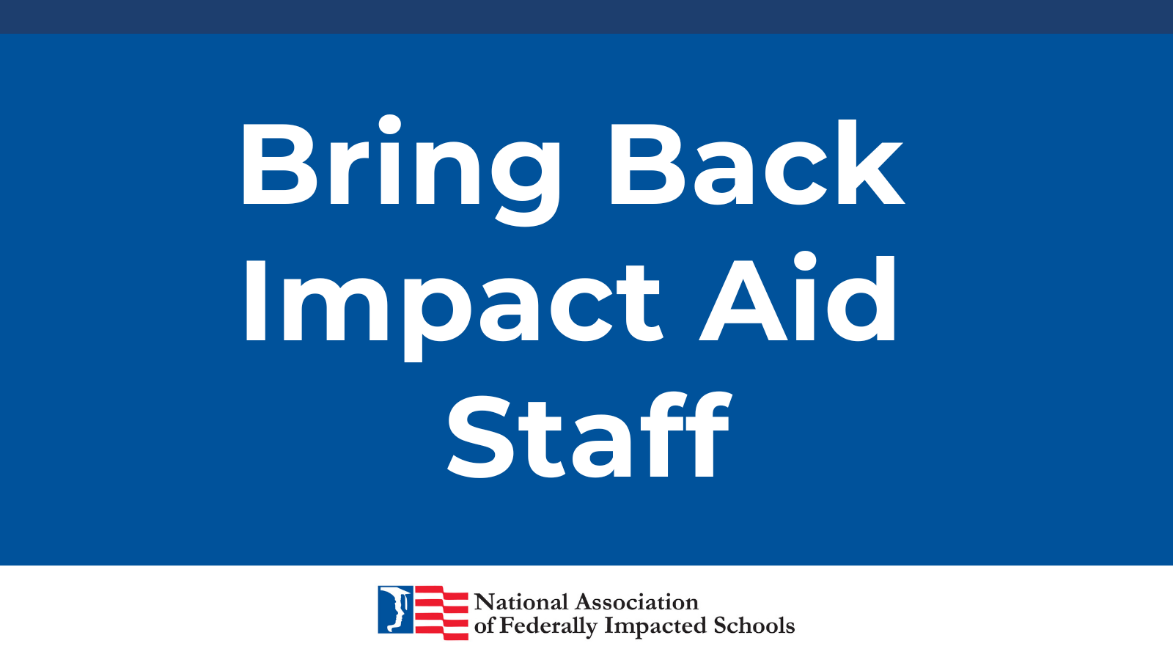 Bring Back
Impact Aid
Staff
National Association
of Federally Impacted Schools